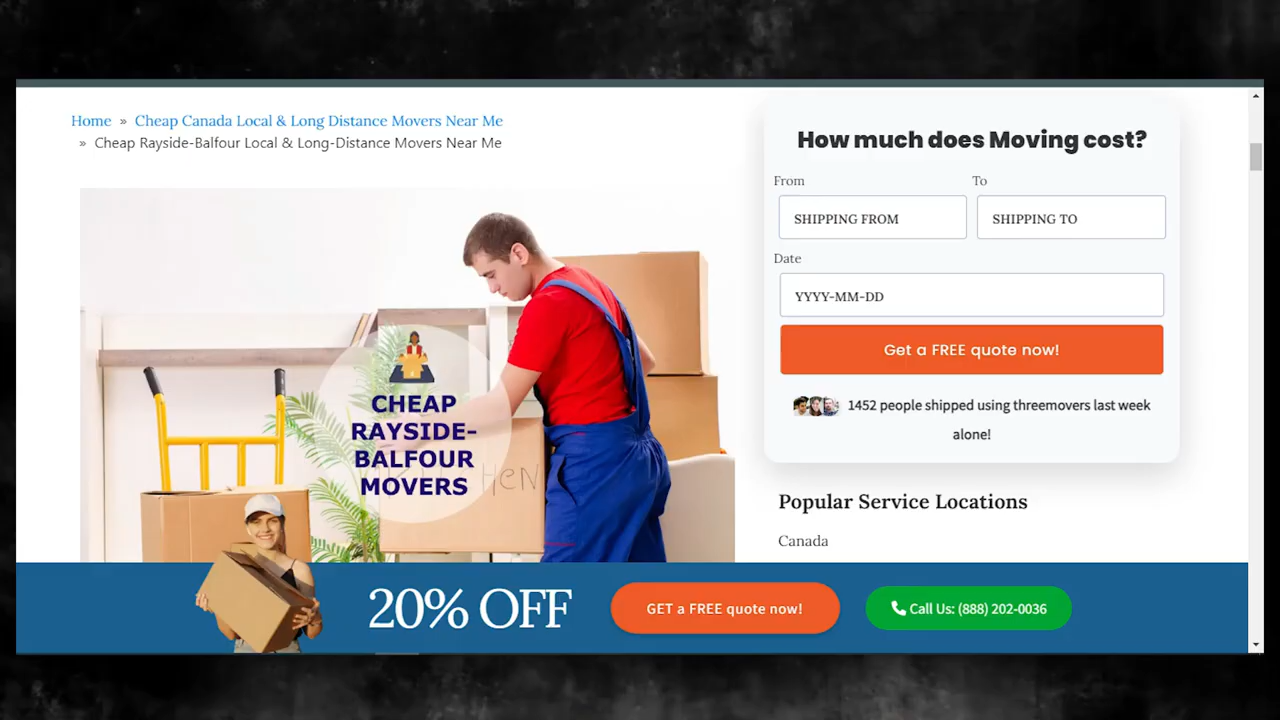 Home » Cheap Canada Local & Long Distance Movers Near Me
» Cheap Rayside-Balfour Local & Long-Distance Movers Near Me
CHEAP
RAYSIDE-
BALFOUR
MOVERS
How much does Moving cost?
From To
SHIPPING FROM SHIPPING TO
Date
YYYY-MM-DD
Get a FREE quote now!
1452 people shipped using threemovers last week
alone!
Popular Service Locations
Canada
20% OFF GET a FREE quote now! Call Us: (888) 202-0036